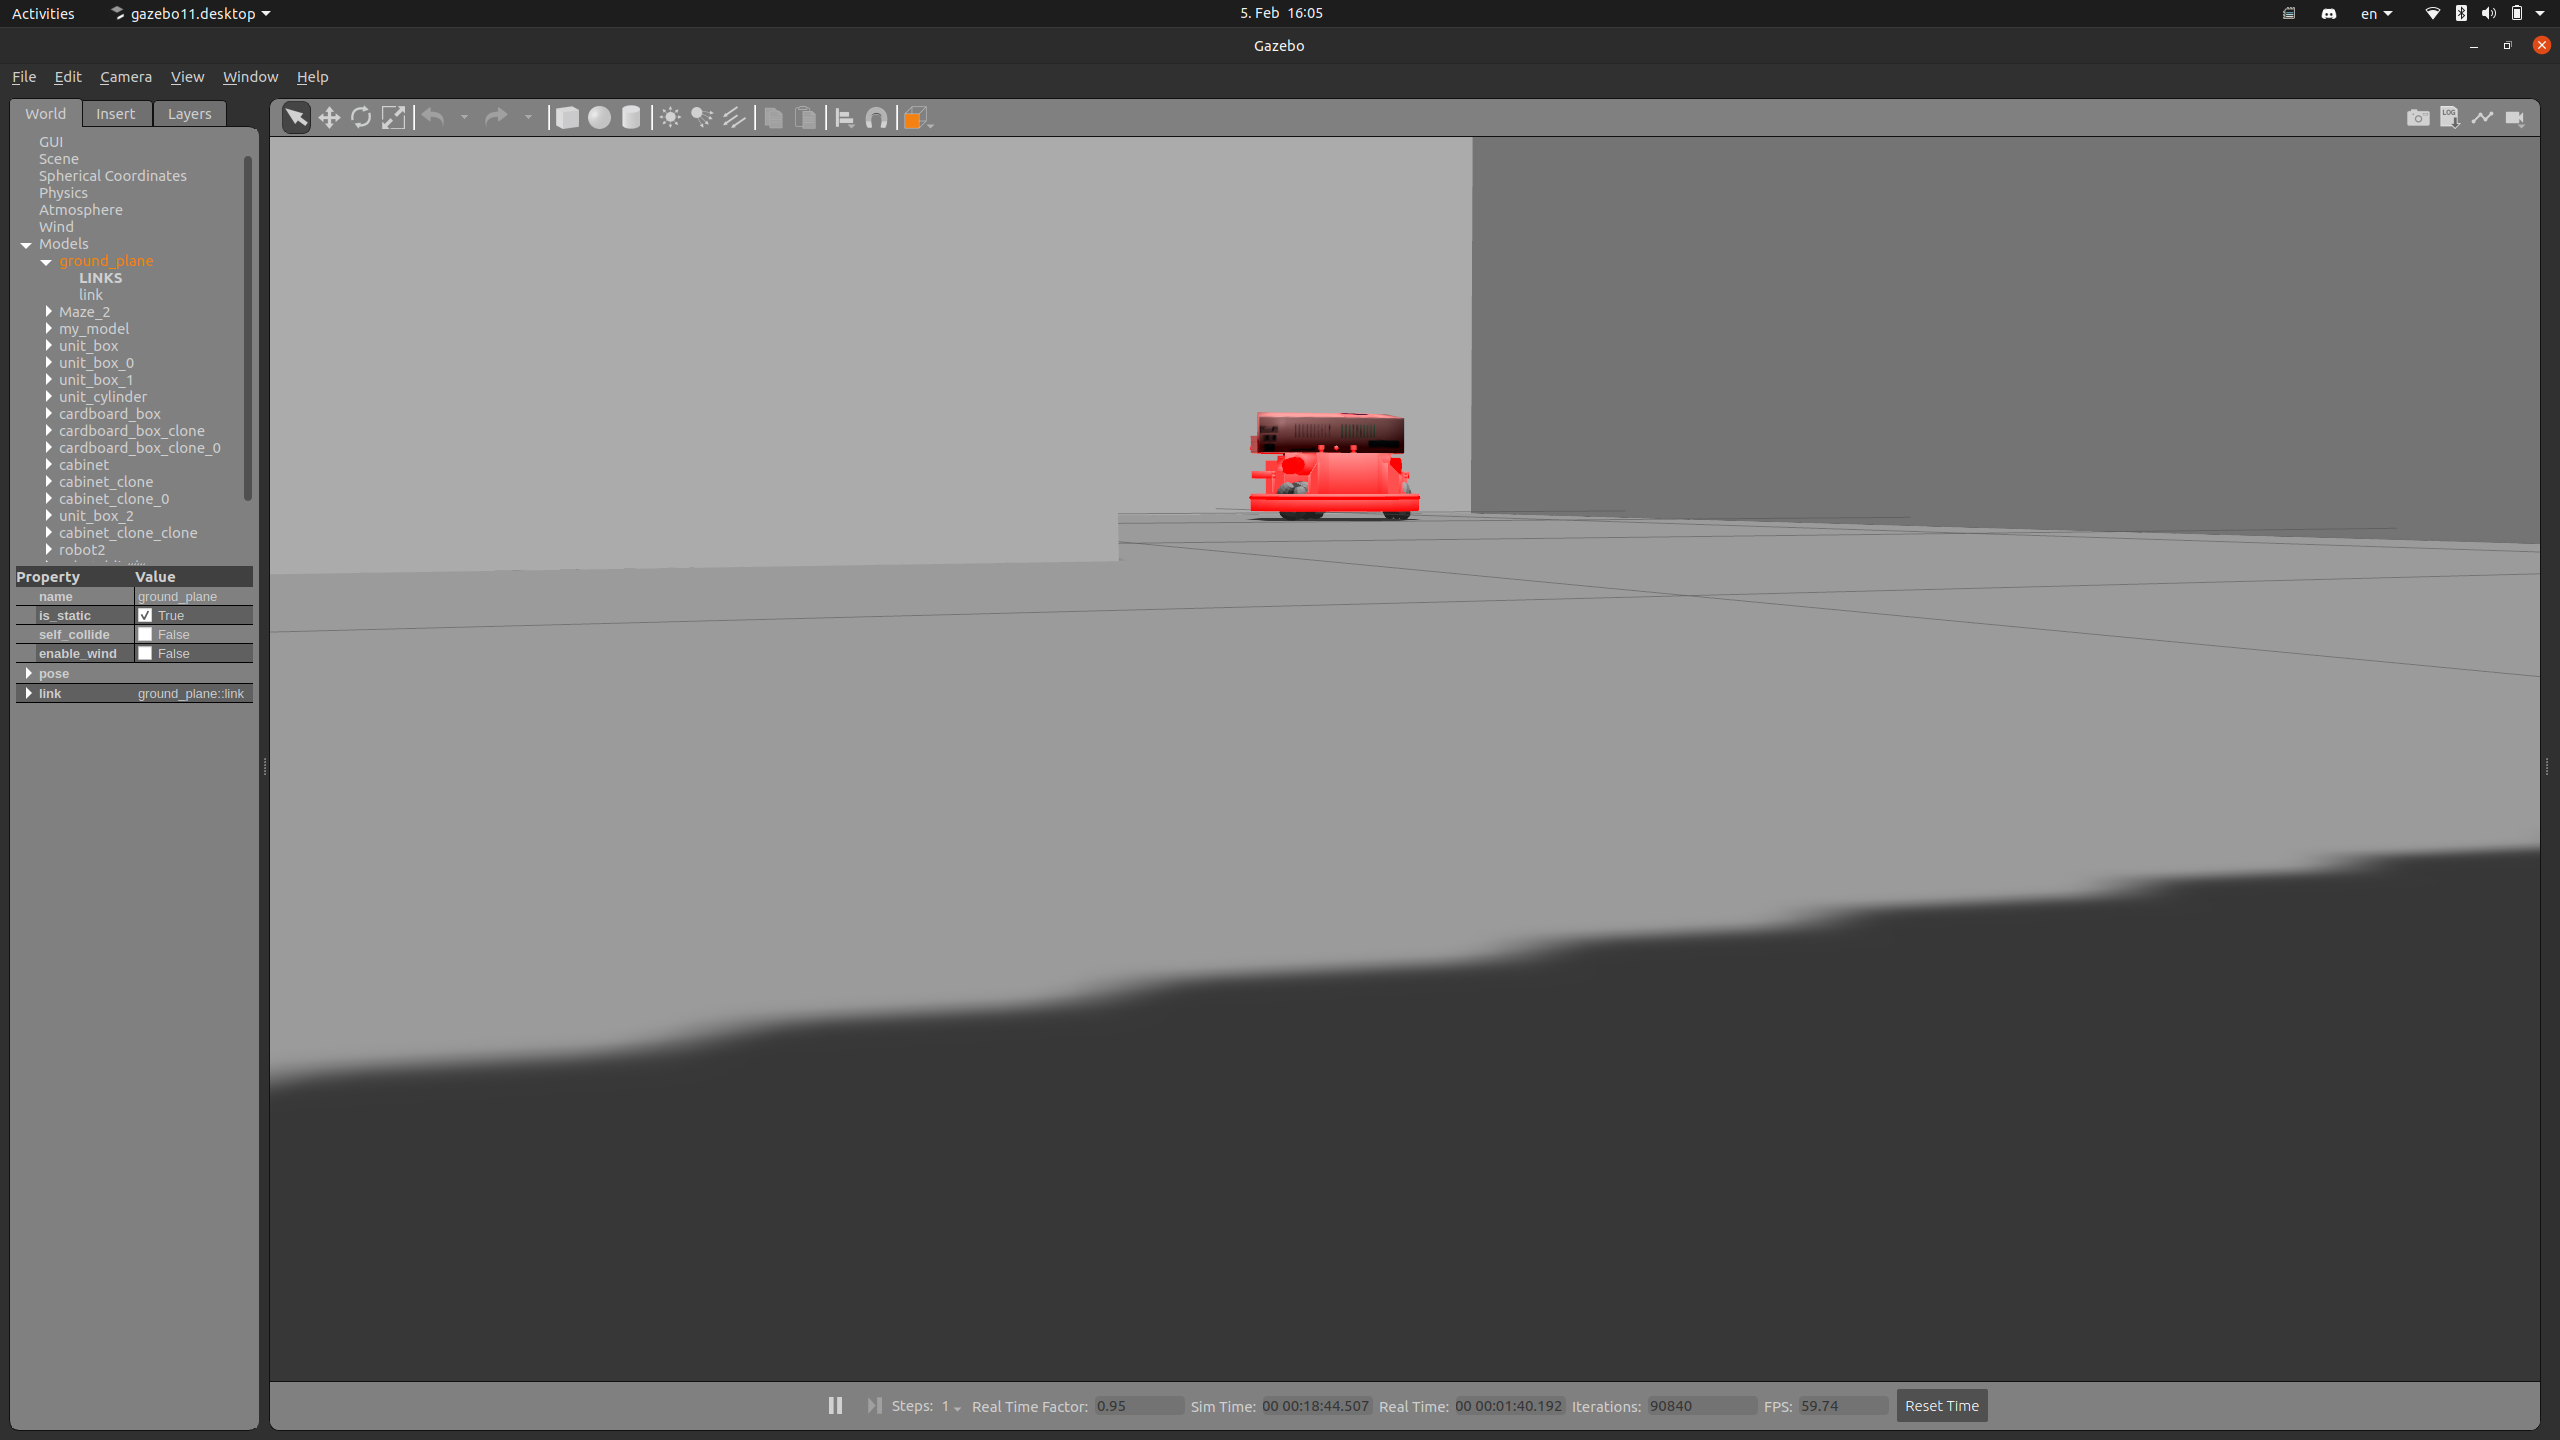 Activities gazebo11.desktop 5. Feb 16:05 en
Gazebo
File Edit Camera View Window Help
World Insert Layers
GUI
Scene
Spherical Coordinates
Physics
Atmosphere
Wind
Models
ground_plane
LINKS
link
Maze_2
my_model
unit_box
unit_box_0
unit_box_1
unit_cylinder
cardboard_box
cardboard_box_clone
cardboard_box_clone_0
cabinet
cabinet_clone
cabinet_clone_0
unit_box_2
cabinet_clone_clone
robot2
Property Value
name ground_plane
is_static True
self_collide False
enable_wind False
pose
link ground_plane::link
LOG
Steps: 1 Real Time Factor: 0.95 Sim Time: 00 00:18:44.507 Real Time: 00 00:01:40.192 Iterations: 90840 FPS: 59.74 Reset Time